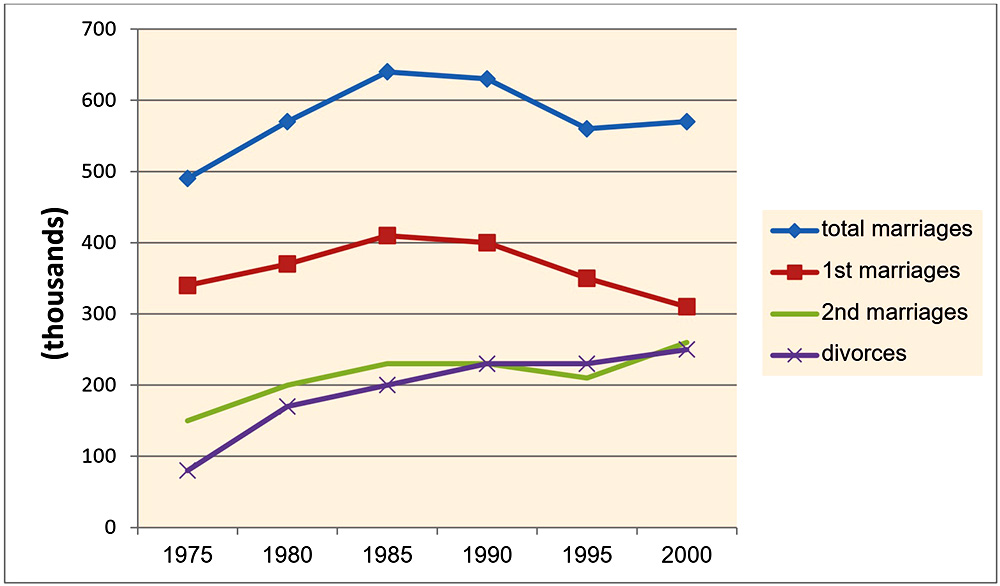 700
600
500
400
300
200
100
0
(thousands)
1975 1980 1985 1990 1995 2000
total marriages
1st marriages
2nd marriages
divorces